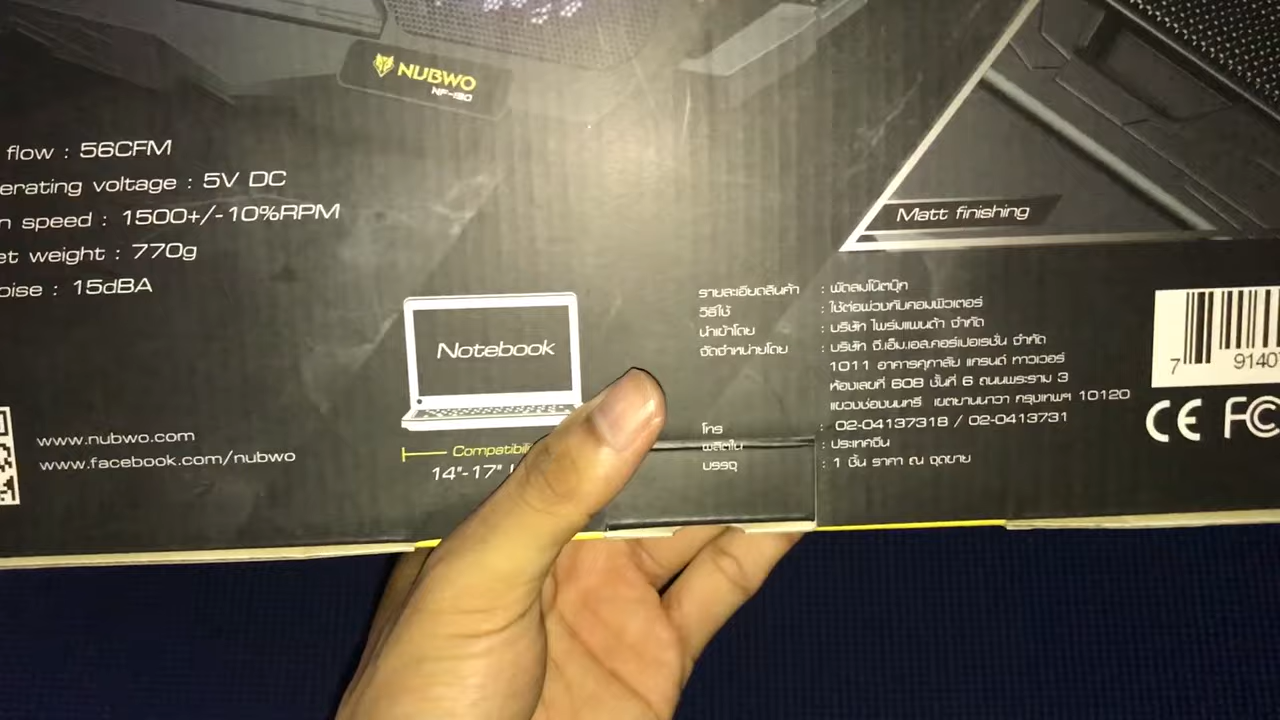 NUBWO
flow : 56CFM
erating voltage : 5V DC
n speed : 1500+/-10%RPM
et weight : 770g
oise : 15dBA
Matt finishing
Notebook
www.nubwo.com
www.facebook.com/nubwo
14"-17"
รายละเอียดสินค้า : พัดลมโน๊ตบุ๊ก
วิธีใช้ : ใช้ต่อพ่วงกับคอมพิวเตอร์
นำเข้าโดย : บริษัท ไพร์มแพนด้า จำกัด
จัดจำหน่ายโดย : บริษัท จี.เอ็ม.เอส.คอร์เปอเรชั่น จำกัด
1011 อาคารศุภาลัย แกรนด์ ทาวเวอร์
ห้องเลขที่ 608 ชั้นที่ 6 ถนนพระราม 3
แขวงช่องนนทรี เขตยานนาวา กรุงเทพฯ 10120
โทร : 02-04137318 / 02-0413731
ผลิตใน : ประเทศจีน
บรรจุ : 1 ชิ้น ราคา ณ จุดขาย
7 91407
CE FC